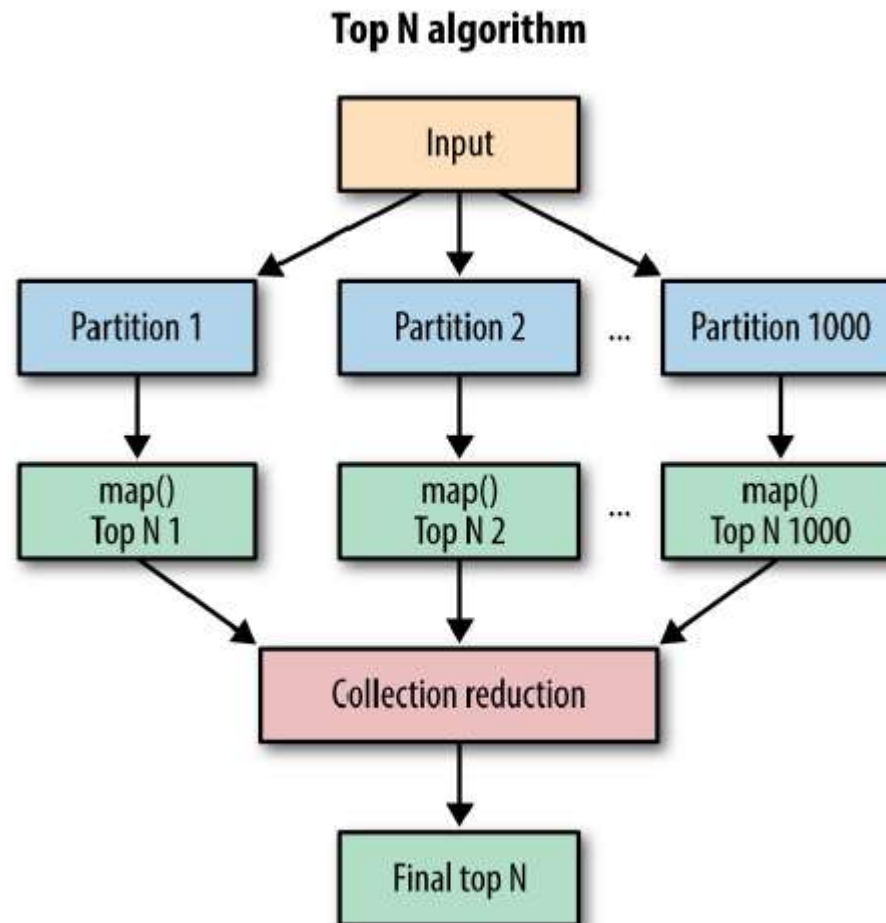 Top N algorithm
Input
Partition 1
Partition 2
...
Partition 1000
map()
Top N 1
map()
Top N 2
...
map()
Top N 1000
Collection reduction
Final top N